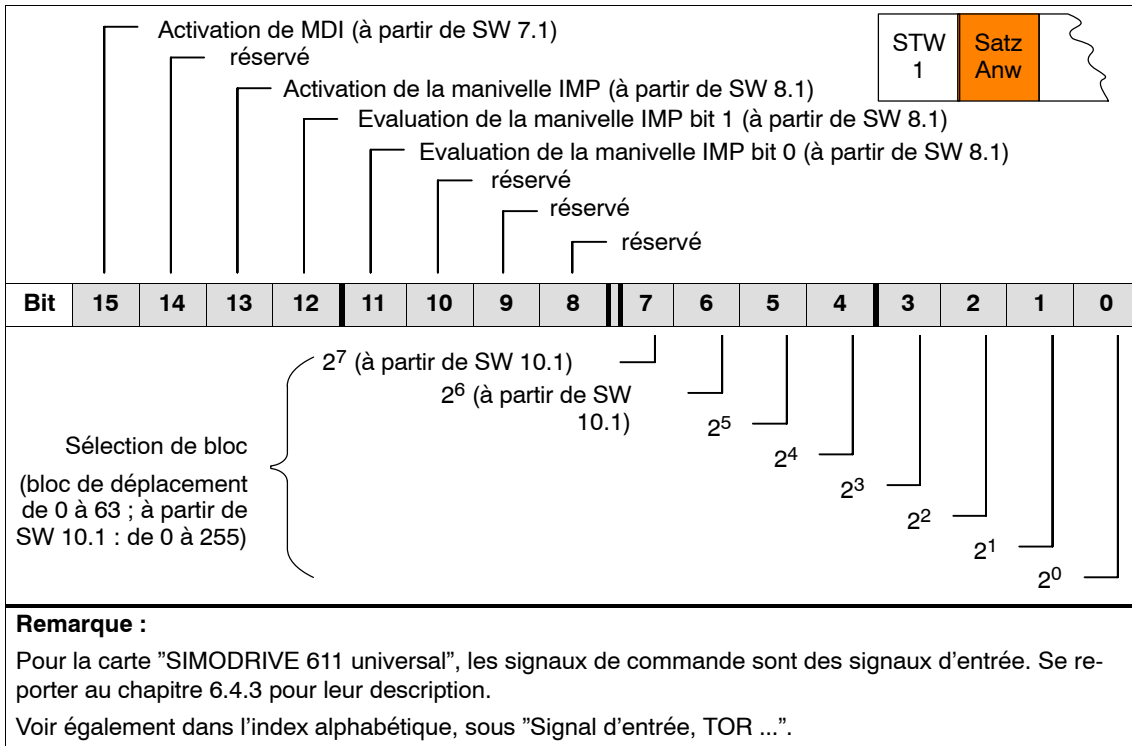 Activation de MDI (à partir de SW 7.1)
réservé
Activation de la manivelle IMP (à partir de SW 8.1)
Evaluation de la manivelle IMP bit 1 (à partir de SW 8.1)
Evaluation de la manivelle IMP bit 0 (à partir de SW 8.1)
réservé
réservé
réservé
STW
1
Satz
Anw
Bit 15 14 13 12 11 10 9 8 7 6 5 4 3 2 1 0
2⁷ (à partir de SW 10.1)
2⁶ (à partir de SW
10.1)
2⁵
2⁴
2³
2²
2¹
2⁰
Sélection de bloc
(bloc de déplacement
de 0 à 63 ; à partir de
SW 10.1 : de 0 à 255)
Remarque :
Pour la carte ”SIMODRIVE 611 universal”, les signaux de commande sont des signaux d’entrée. Se re-
porter au chapitre 6.4.3 pour leur description.
Voir également dans l’index alphabétique, sous ”Signal d’entrée, TOR ...”.